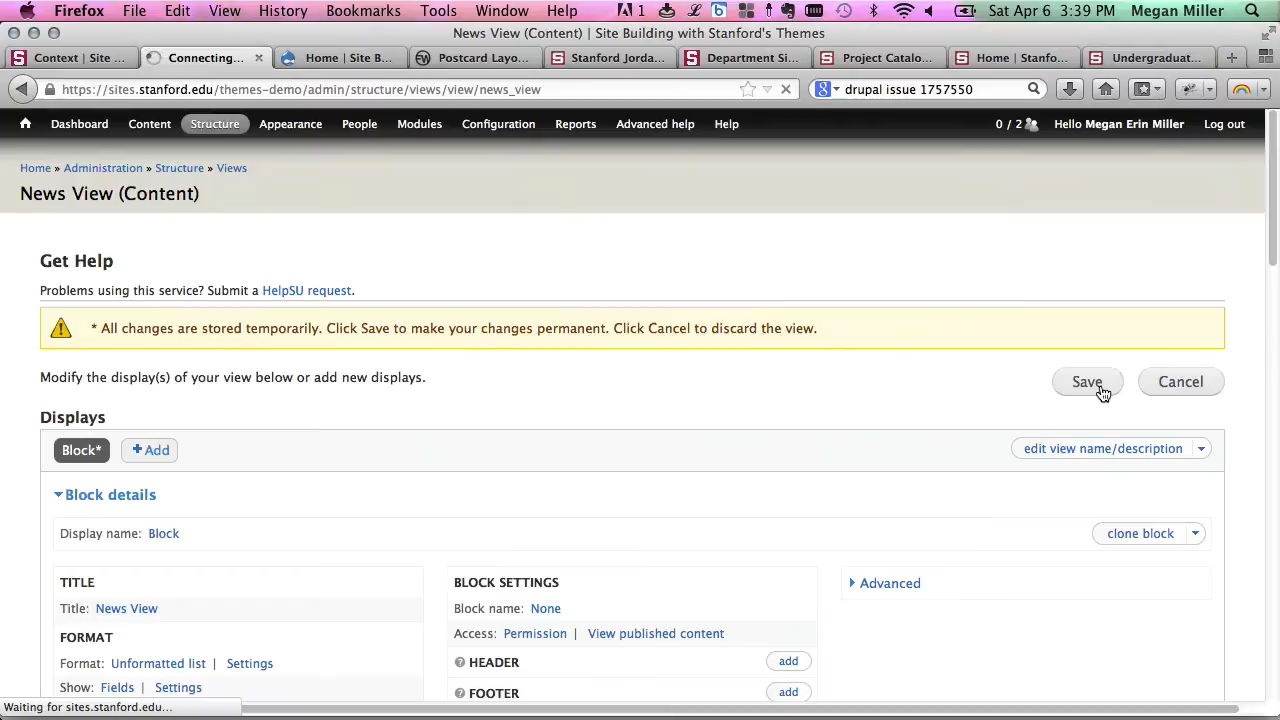 Firefox File Edit View History Bookmarks Tools Window Help 1 Sat Apr 6 3:39 PM Megan Miller
News View (Content) | Site Building with Stanford's Themes
Context | Site ... Connecting... Home | Site B... Postcard Layo... Stanford Jorda... Department Si... Project Catalo... Home | Stanfo... Undergraduat...
https://sites.stanford.edu/themes-demo/admin/structure/views/view/news_view drupal issue 1757550
Dashboard Content Structure Appearance People Modules Configuration Reports Advanced help Help 0 / 2 Hello Megan Erin Miller Log out
Home » Administration » Structure » Views
News View (Content)
Get Help
Problems using this service? Submit a HelpSU request.
* All changes are stored temporarily. Click Save to make your changes permanent. Click Cancel to discard the view.
Modify the display(s) of your view below or add new displays.
Save Cancel
Displays
Block* +Add edit view name/description
Block details
Display name: Block clone block
TITLE BLOCK SETTINGS Advanced
Title: News View Block name: None
FORMAT Access: Permission | View published content
Format: Unformatted list | Settings HEADER add
Show: Fields | Settings FOOTER add
Waiting for sites.stanford.edu...